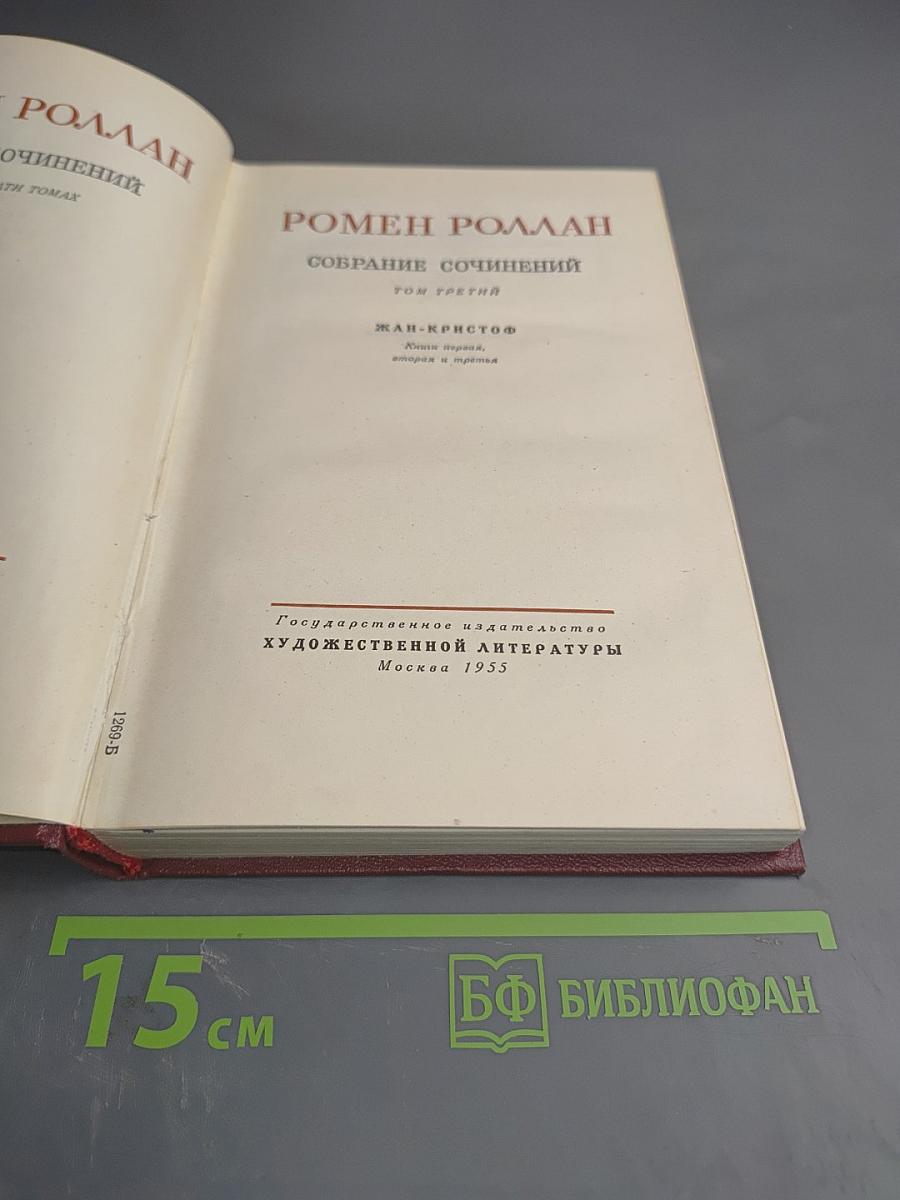 РОЛЛАН
СОЧИНЕНИЙ
ТОМАХ
РОМЕН РОЛЛАН
СОБРАНИЕ СОЧИНЕНИЙ
ТОМ ТРЕТИЙ
ЖАН-КРИСТОФ
Книги первая,
вторая и третья
Государственное издательство
ХУДОЖЕСТВЕННОЙ ЛИТЕРАТУРЫ
Москва 1955
1269-Б
15 см
БФ БИБЛИОФАН